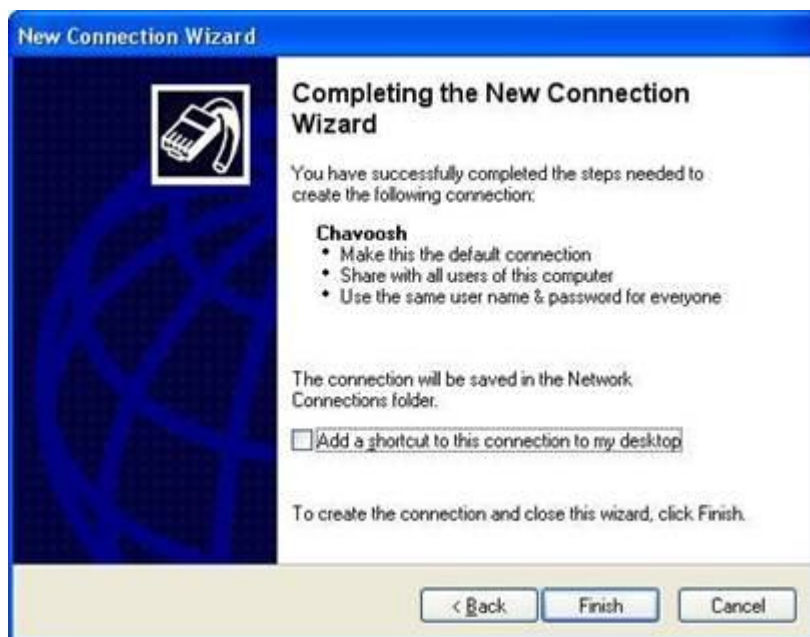 New Connection Wizard
Completing the New Connection
Wizard
You have successfully completed the steps needed to
create the following connection:
Chavoosh
• Make this the default connection
• Share with all users of this computer
• Use the same user name & password for everyone
The connection will be saved in the Network
Connections folder.
Add a shortcut to this connection to my desktop
To create the connection and close this wizard, click Finish.
< Back Finish Cancel